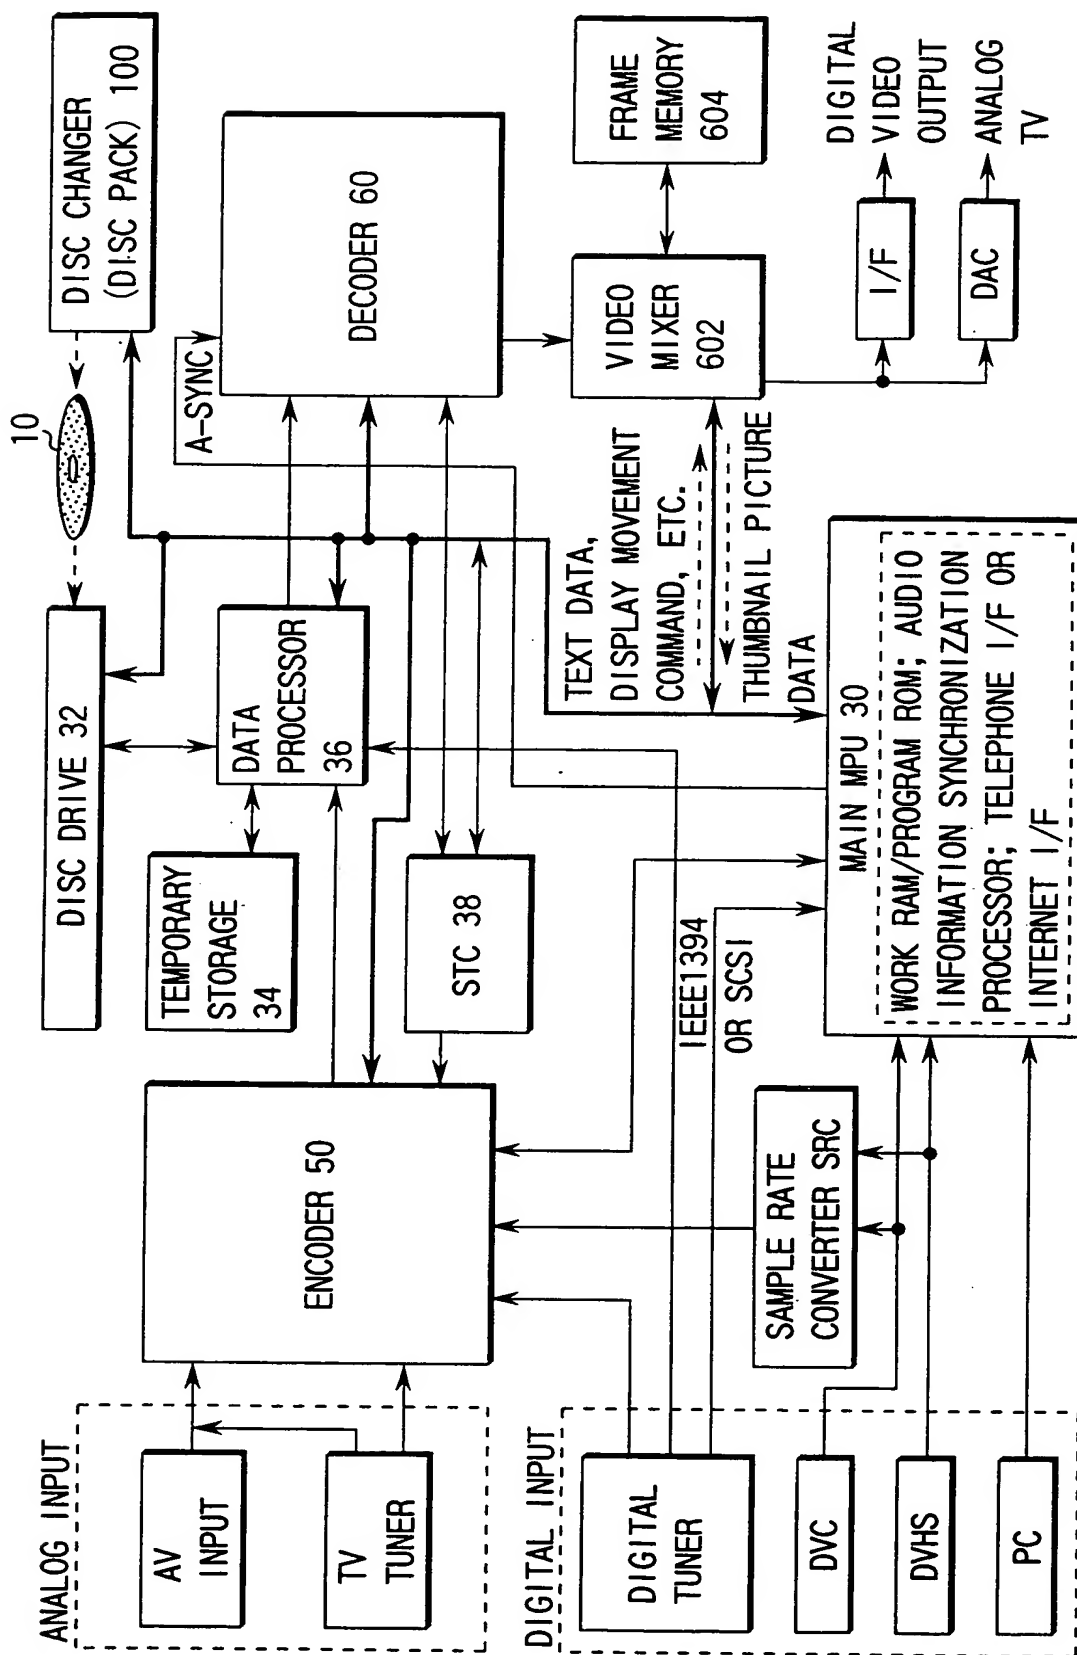 DISC CHANGER
(DISC PACK) 100
10
DISC DRIVE 32
TEMPORARY
STORAGE
34
DATA
PROCESSOR
36
A-SYNC
DECODER 60
FRAME
MEMORY
604
VIDEO
MIXER
602
DIGITAL
VIDEO
OUTPUT
I/F
ANALOG
TV
DAC
STC 38
ENCODER 50
TEXT DATA,
DISPLAY MOVEMENT
COMMAND, ETC.
THUMBNAIL PICTURE
DATA
MAIN MPU 30
WORK RAM/PROGRAM ROM; AUDIO
INFORMATION SYNCHRONIZATION
PROCESSOR; TELEPHONE I/F OR
INTERNET I/F
IEEE1394
OR SCSI
SAMPLE RATE
CONVERTER SRC
ANALOG INPUT
AV
INPUT
TV
TUNER
DIGITAL INPUT
DIGITAL
TUNER
DVC
DVHS
PC